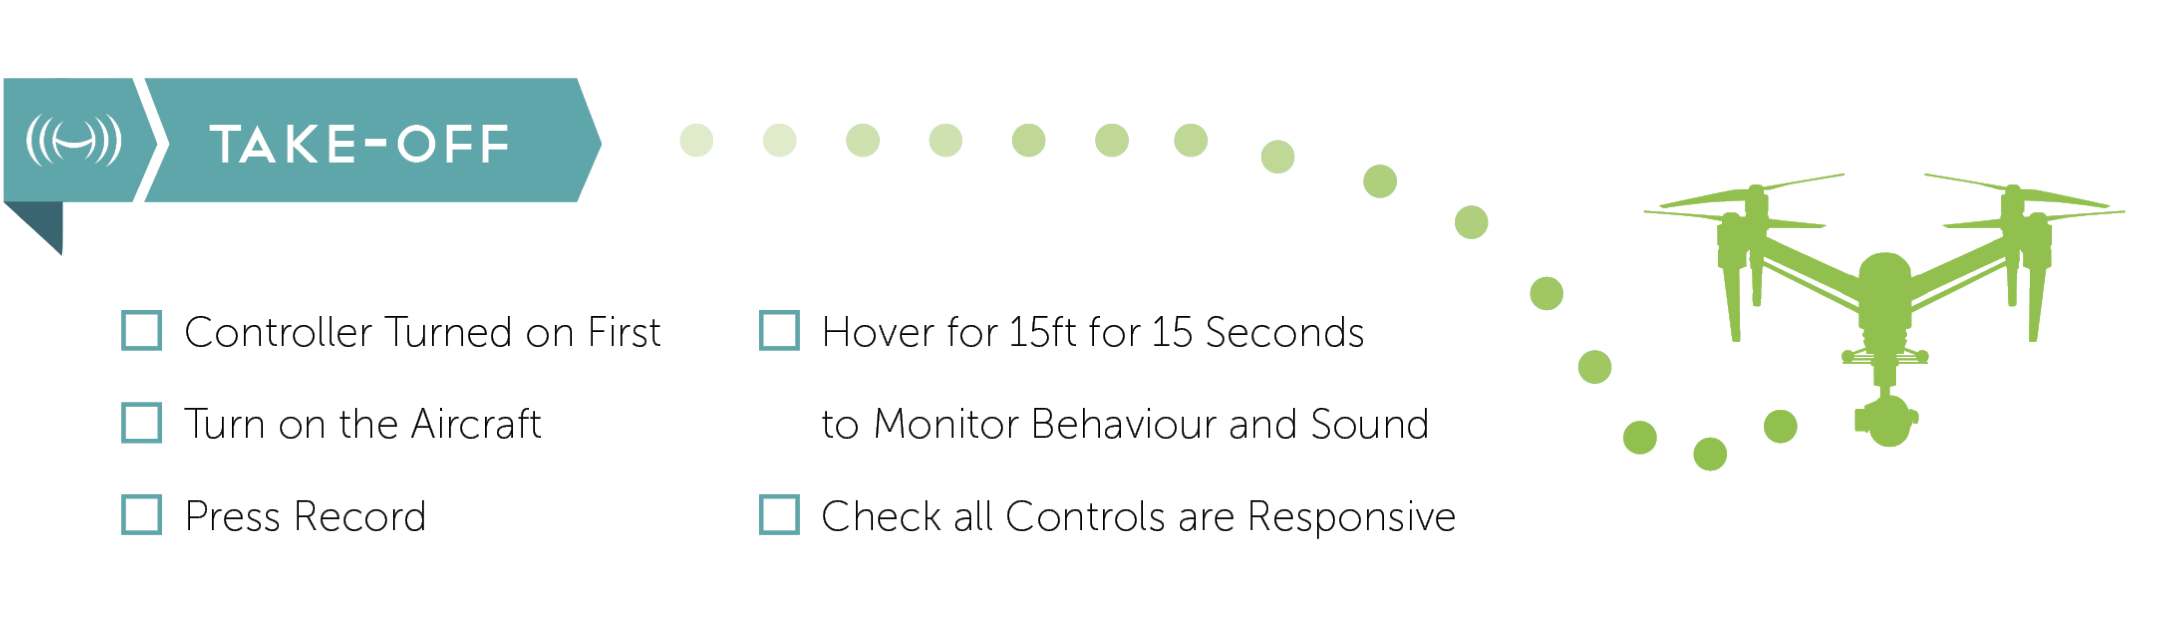 TAKE-OFF
Controller Turned on First
Turn on the Aircraft
Press Record
Hover for 15ft for 15 Seconds
to Monitor Behaviour and Sound
Check all Controls are Responsive